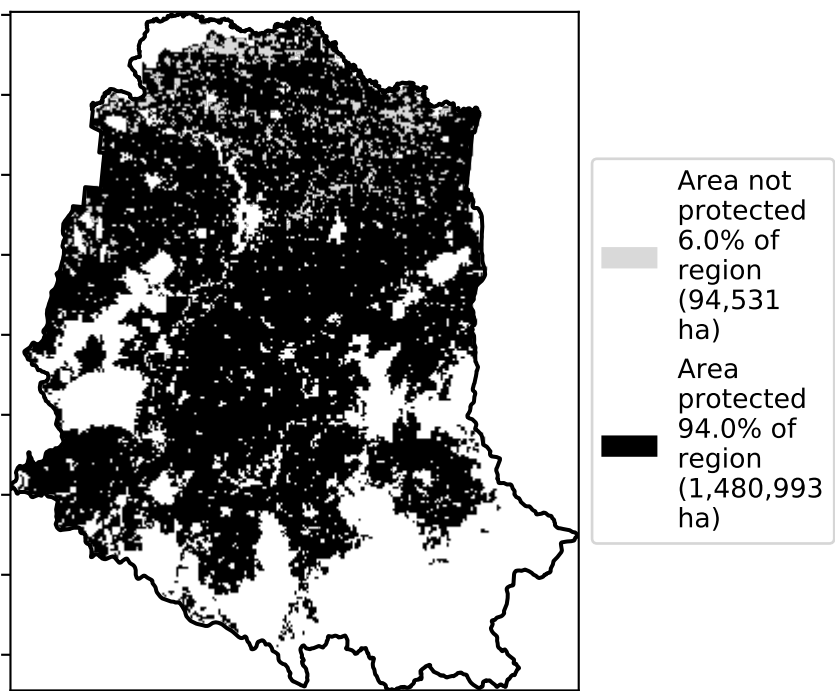 Area not
protected
6.0% of
region
(94,531
ha)
Area
protected
94.0% of
region
(1,480,993
ha)